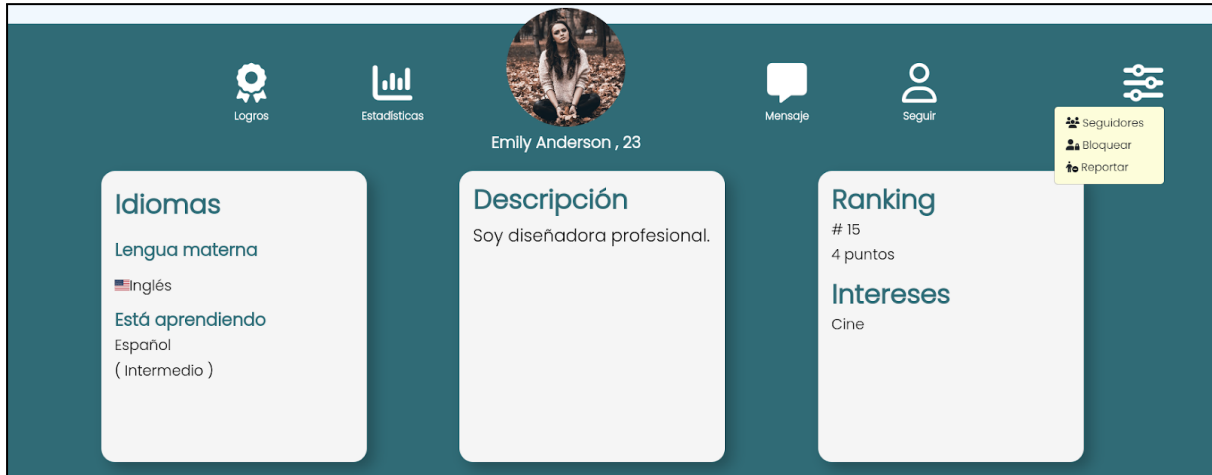 Logros
Estadísticas
Emily Anderson , 23
Mensaje
Seguir
Seguidores
Bloquear
Reportar
Idiomas
Lengua materna
Inglés
Está aprendiendo
Español
( Intermedio )
Descripción
Soy diseñadora profesional.
Ranking
# 15
4 puntos
Intereses
Cine